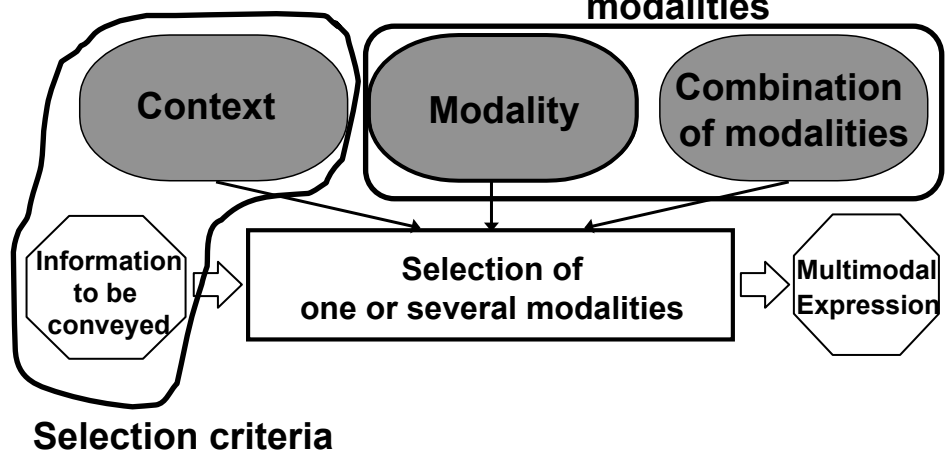 modalities
Context
Modality
Combination
of modalities
Information
to be
conveyed
Selection of
one or several modalities
Multimodal
Expression
Selection criteria